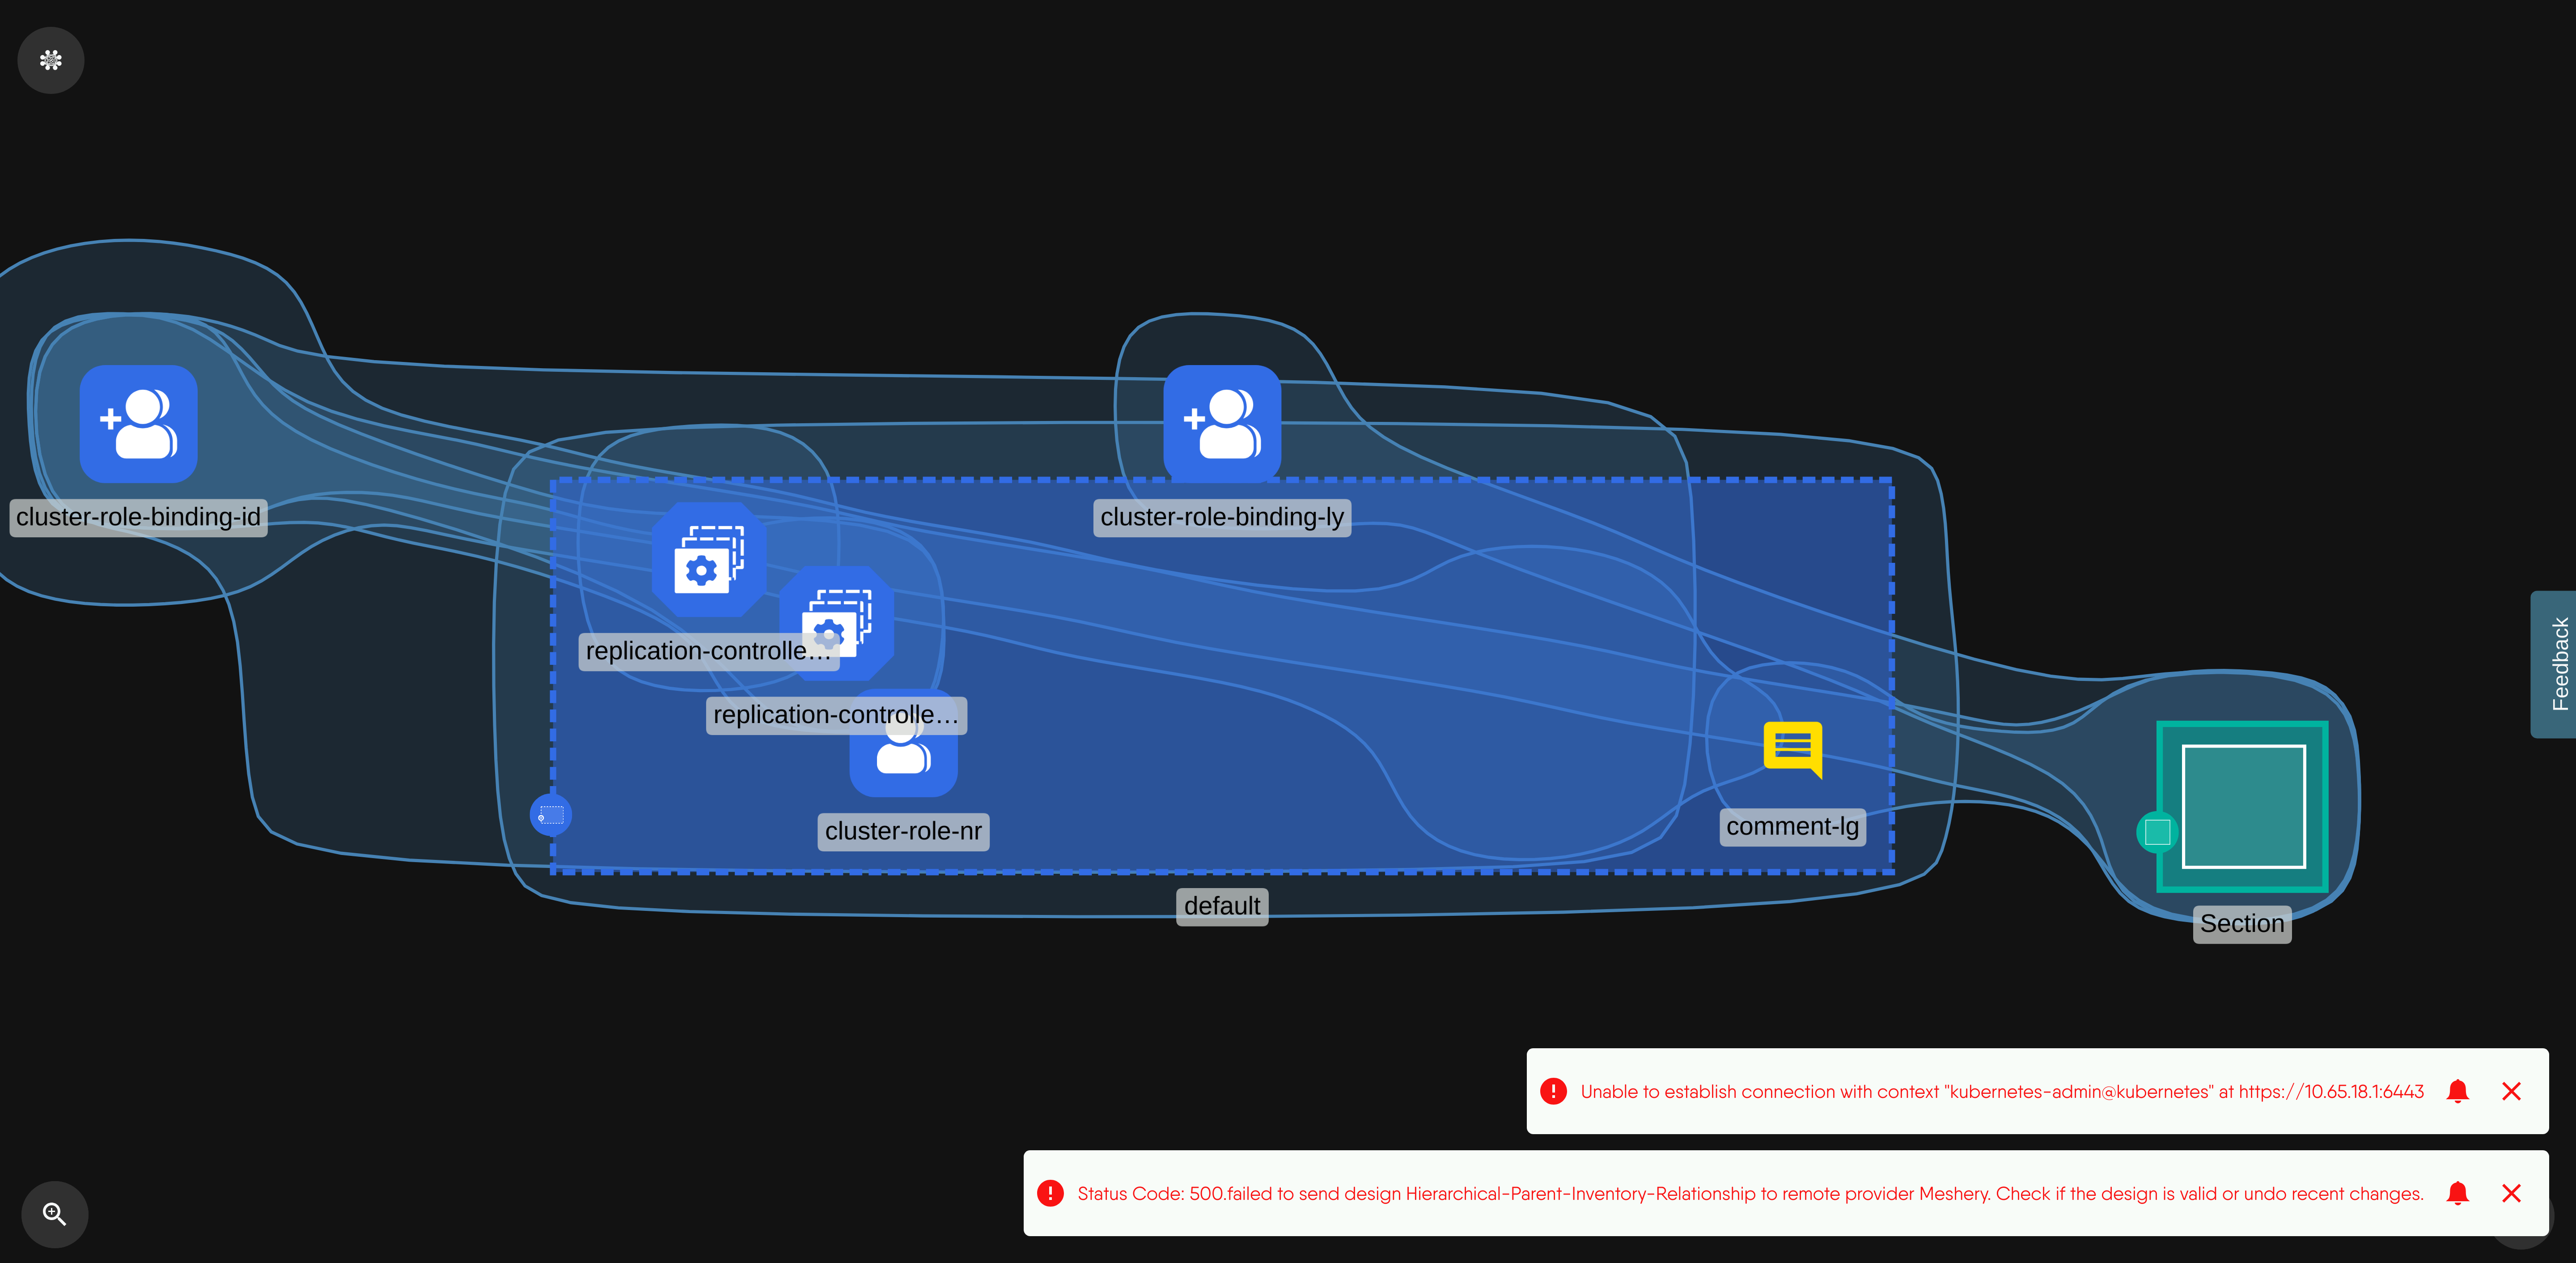 cluster-role-binding-id
cluster-role-binding-ly
replication-controlle...
replication-controlle...
cluster-role-nr
comment-lg
default
Section
Feedback
Unable to establish connection with context "kubernetes-admin@kubernetes" at https://10.65.18.1:6443
Status Code: 500.failed to send design Hierarchical-Parent-Inventory-Relationship to remote provider Meshery. Check if the design is valid or undo recent changes.